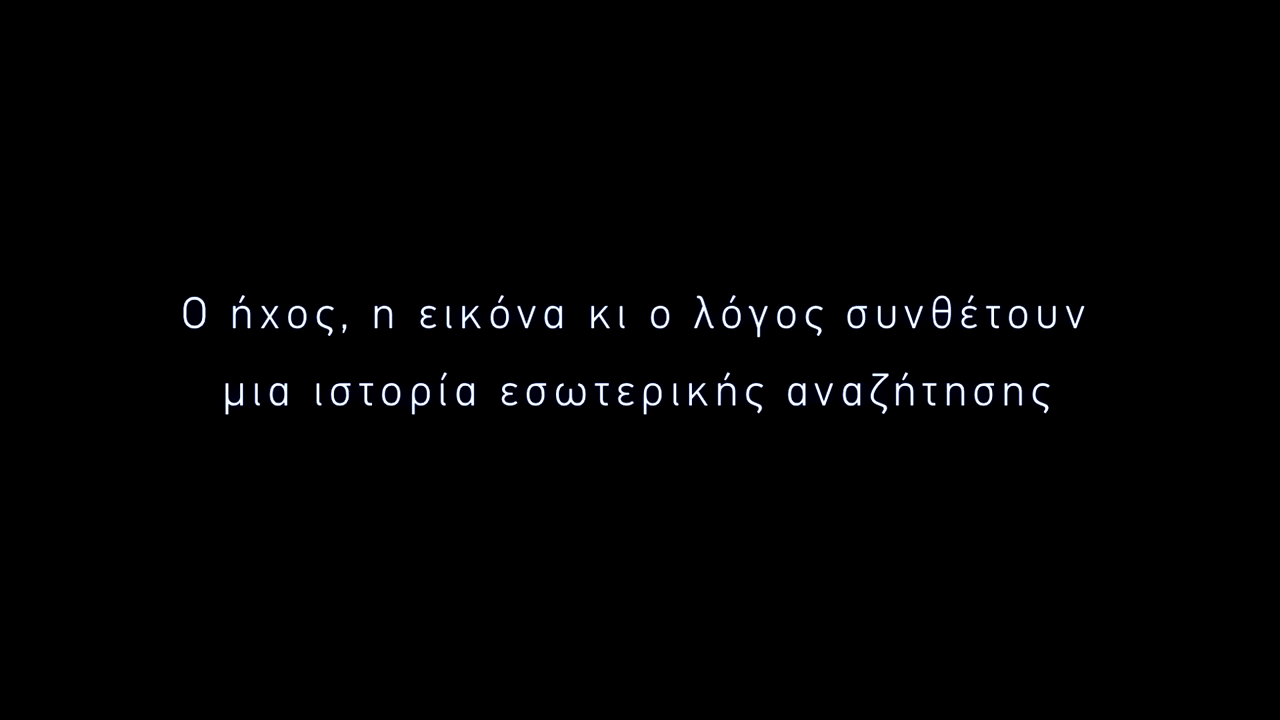 Ο ήχος, η εικόνα κι ο λόγος συνθέτουν
μια ιστορία εσωτερικής αναζήτησης